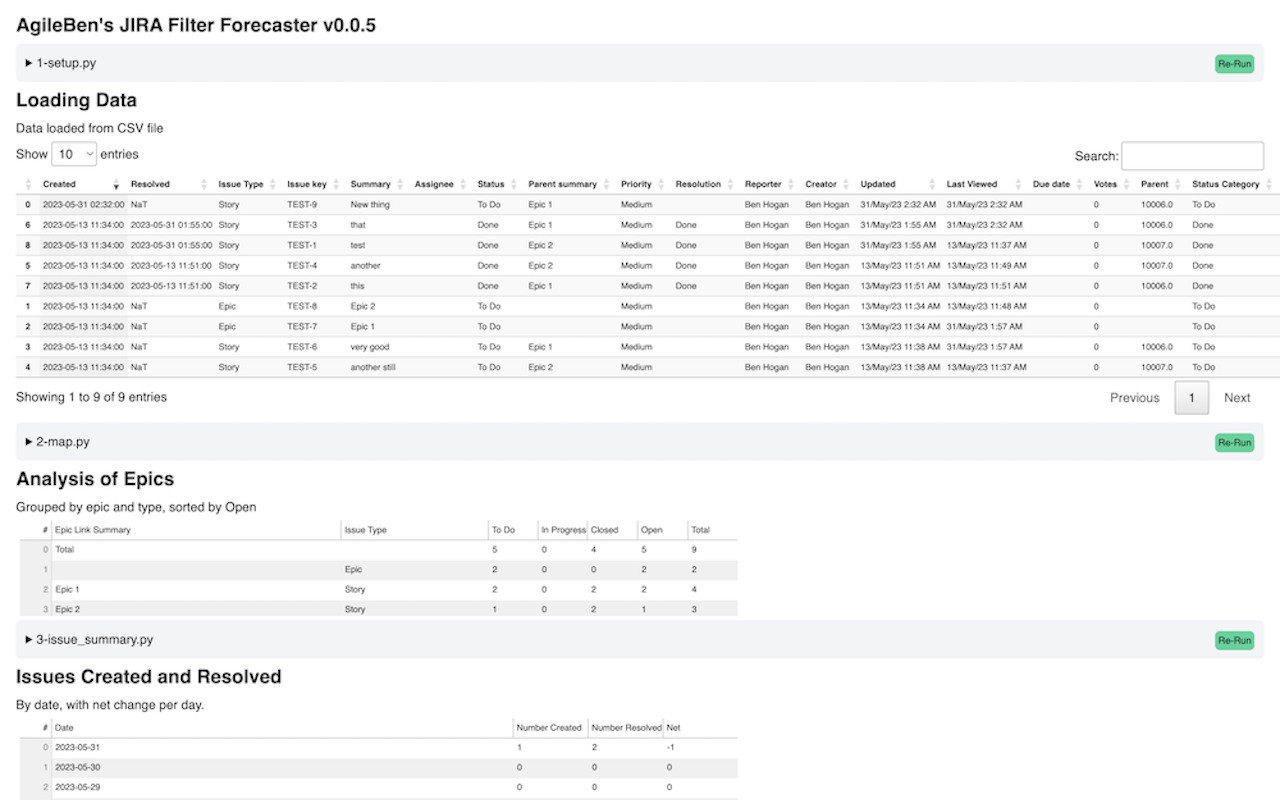 AgileBen's JIRA Filter Forecaster v0.0.5
1-setup.py Re-Run
Loading Data
Data loaded from CSV file
Show 10 entries Search:
Created Resolved Issue Type Issue key Summary Assignee Status Parent summary Priority Resolution Reporter Creator Updated Last Viewed Due date Votes Parent Status Category
0 2023-05-31 02:32:00 NaT Story TEST-9 New thing To Do Epic 1 Medium Ben Hogan Ben Hogan 31/May/23 2:32 AM 31/May/23 2:32 AM 0 10006.0 To Do
6 2023-05-13 11:34:00 2023-05-31 01:55:00 Story TEST-3 that Done Epic 1 Medium Done Ben Hogan Ben Hogan 31/May/23 1:55 AM 31/May/23 2:32 AM 0 10006.0 Done
8 2023-05-13 11:34:00 2023-05-31 01:55:00 Story TEST-1 test Done Epic 2 Medium Done Ben Hogan Ben Hogan 31/May/23 1:55 AM 13/May/23 11:37 AM 0 10007.0 Done
5 2023-05-13 11:34:00 2023-05-13 11:51:00 Story TEST-4 another Done Epic 2 Medium Done Ben Hogan Ben Hogan 13/May/23 11:51 AM 13/May/23 11:49 AM 0 10007.0 Done
7 2023-05-13 11:34:00 2023-05-13 11:51:00 Story TEST-2 this Done Epic 1 Medium Done Ben Hogan Ben Hogan 13/May/23 11:51 AM 13/May/23 11:51 AM 0 10006.0 Done
1 2023-05-13 11:34:00 NaT Epic TEST-8 Epic 2 To Do Medium Ben Hogan Ben Hogan 13/May/23 11:34 AM 13/May/23 11:48 AM 0 To Do
2 2023-05-13 11:34:00 NaT Epic TEST-7 Epic 1 To Do Medium Ben Hogan Ben Hogan 13/May/23 11:34 AM 31/May/23 1:57 AM 0 To Do
3 2023-05-13 11:34:00 NaT Story TEST-6 very good To Do Epic 1 Medium Ben Hogan Ben Hogan 13/May/23 11:38 AM 31/May/23 1:57 AM 0 10006.0 To Do
4 2023-05-13 11:34:00 NaT Story TEST-5 another still To Do Epic 2 Medium Ben Hogan Ben Hogan 13/May/23 11:38 AM 13/May/23 11:37 AM 0 10007.0 To Do
Showing 1 to 9 of 9 entries Previous 1 Next
2-map.py Re-Run
Analysis of Epics
Grouped by epic and type, sorted by Open
# Epic Link Summary Issue Type To Do In Progress Closed Open Total
0 Total 5 0 4 5 9
1 Epic 2 0 0 2 2
2 Epic 1 Story 2 0 2 2 4
3 Epic 2 Story 1 0 2 1 3
3-issue_summary.py Re-Run
Issues Created and Resolved
By date, with net change per day.
# Date Number Created Number Resolved Net
0 2023-05-31 1 2 -1
1 2023-05-30 0 0 0
2 2023-05-29 0 0 0